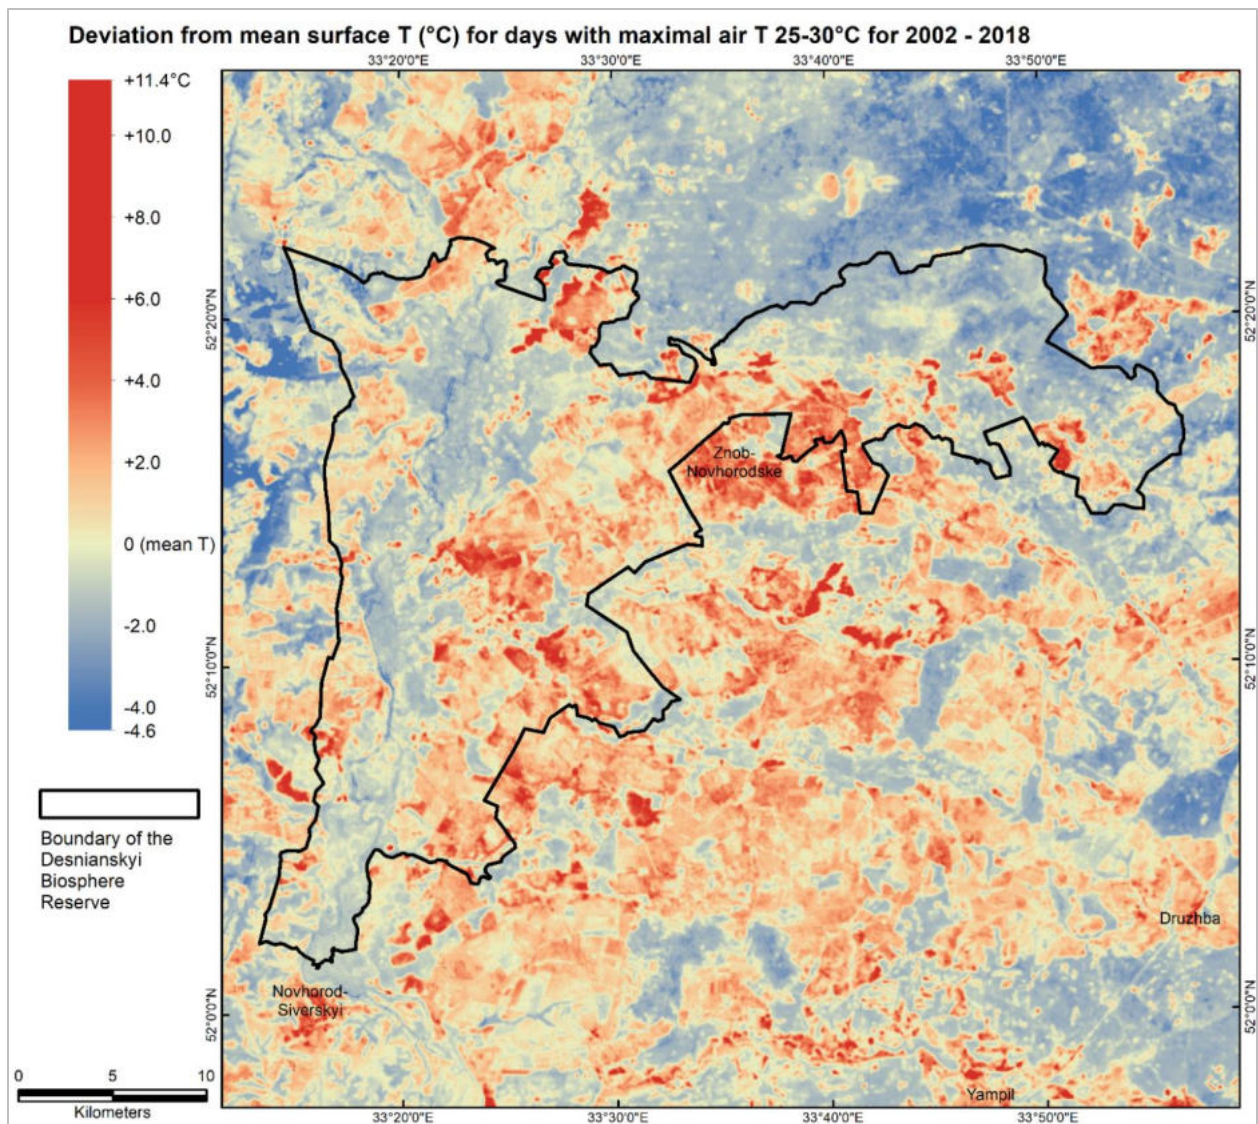 Deviation from mean surface T (°C) for days with maximal air T 25-30°C for 2002 - 2018
33°20'0"E
33°30'0"E
33°40'0"E
33°50'0"E
+11.4°C
+10.0
+8.0
+6.0
+4.0
+2.0
0 (mean T)
-2.0
-4.0
-4.6
52°20'0"N
52°10'0"N
52°0'0"N
52°20'0"N
52°10'0"N
52°0'0"N
Znob-
Novhorodske
Boundary of the
Desnianskyi
Biosphere
Reserve
Druzhba
Novhorod-
Siverskyi
Yampil
0
5
10
Kilometers
33°20'0"E
33°30'0"E
33°40'0"E
33°50'0"E